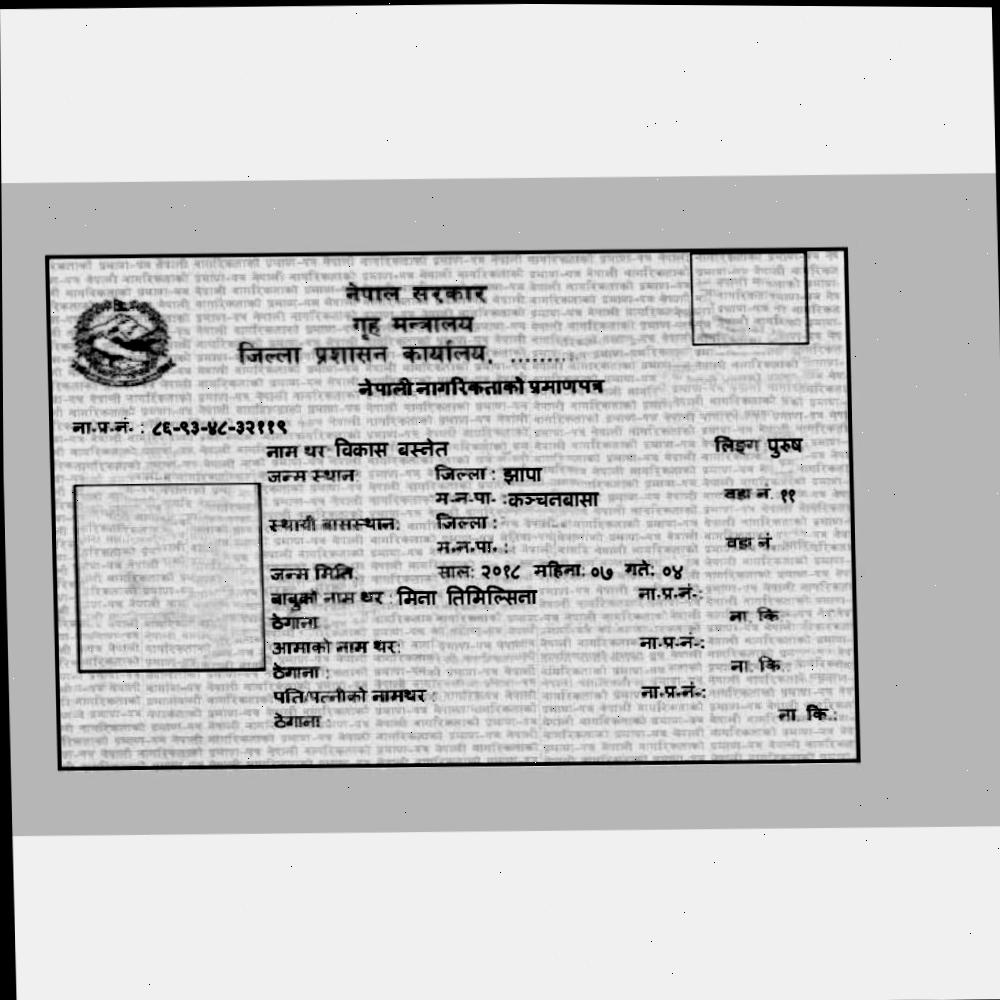 नेपाल सरकार
गृह मन्त्रालय
जिल्ला प्रशासन कार्यालय, .........
नेपाली नागरिकताको प्रमाणपत्र
ना.प्र.नं. : ८६-९३-४८-३२११९
नाम थर विकास बस्नेत लिङ्ग पुरुष
जन्म स्थान: जिल्ला : झापा
म.न.पा. :कञ्चनबासा वडा नं. ११
स्थायी बासस्थान: जिल्ला :
म.न.पा. : वडा नं
जन्म मिति: साल: २०१८ महिना: ०७ गते: ०४
बाबुको नाम थर : मिना तिमिल्सिना ना.प्र.नं.:
ठेगाना : ना. कि
आमाको नाम थर: ना.प्र.नं.:
ठेगाना : ना. कि
पति/पत्नीको नामथर : ना.प्र.नं.:
ठेगाना : ना. कि.: